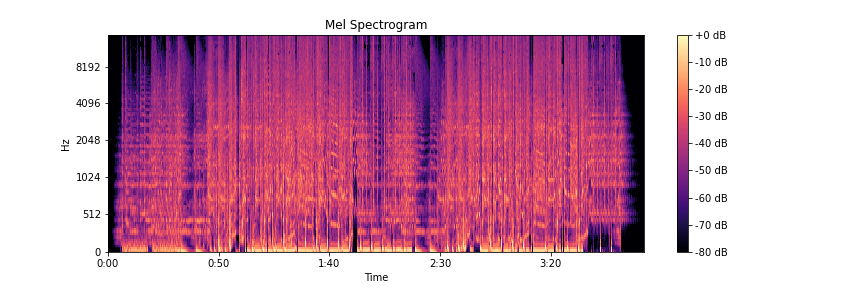 Mel Spectrogram
Hz
8192
4096
2048
1024
512
0
0:00
0:50
1:40
2:30
3:20
Time
+0 dB
-10 dB
-20 dB
-30 dB
-40 dB
-50 dB
-60 dB
-70 dB
-80 dB